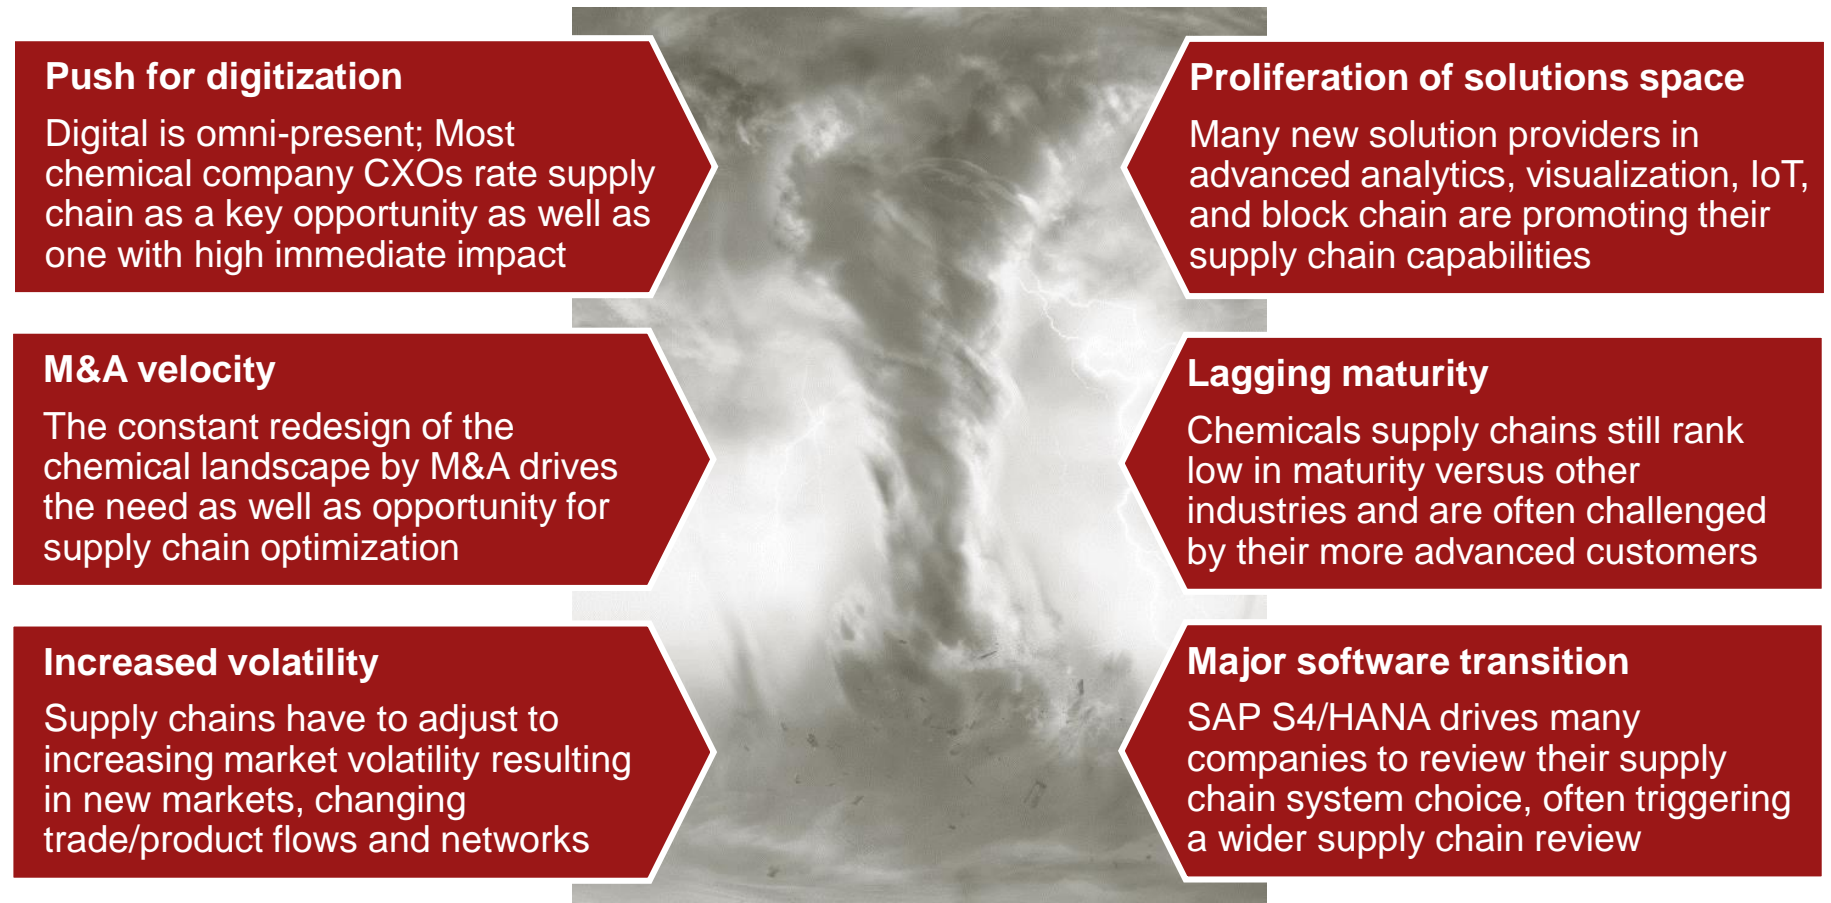 Push for digitization
Digital is omni-present; Most
chemical company CXOs rate supply
chain as a key opportunity as well as
one with high immediate impact
M&A velocity
The constant redesign of the
chemical landscape by M&A drives
the need as well as opportunity for
supply chain optimization
Increased volatility
Supply chains have to adjust to
increasing market volatility resulting
in new markets, changing
trade/product flows and networks
Proliferation of solutions space
Many new solution providers in
advanced analytics, visualization, IoT,
and block chain are promoting their
supply chain capabilities
Lagging maturity
Chemicals supply chains still rank
low in maturity versus other
industries and are often challenged
by their more advanced customers
Major software transition
SAP S4/HANA drives many
companies to review their supply
chain system choice, often triggering
a wider supply chain review